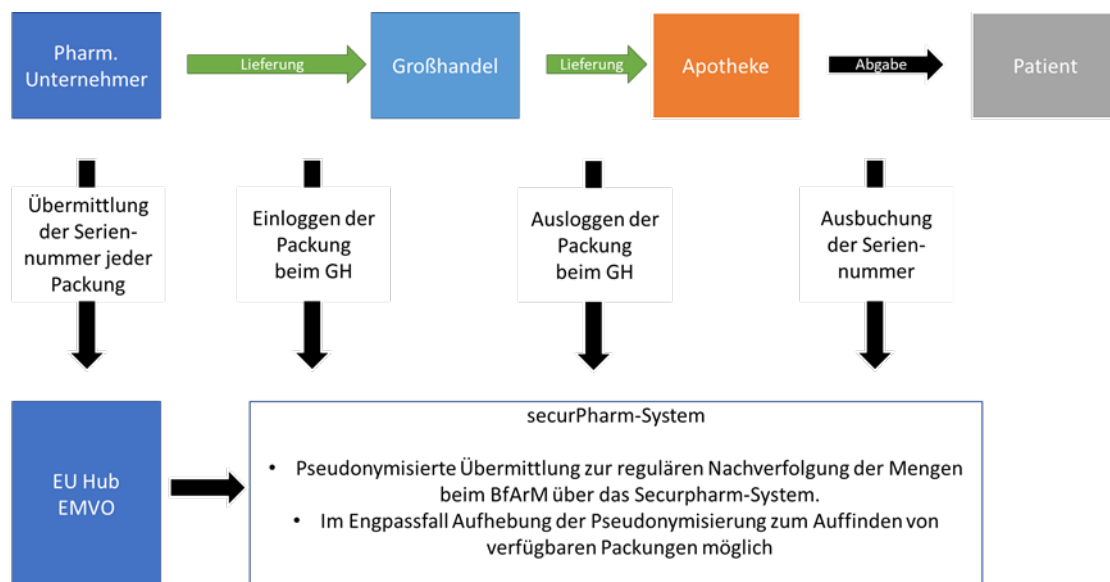 Pharm.
Unternehmer
Lieferung
Großhandel
Lieferung
Apotheke
Abgabe
Patient
Übermittlung
der Serien-
nummer jeder
Packung
Einloggen der
Packung
beim GH
Ausloggen der
Packung
beim GH
Ausbuchung
der Serien-
nummer
EU Hub
EMVO
securPharm-System
• Pseudonymisierte Übermittlung zur regulären Nachverfolgung der Mengen
beim BfArM über das Securpharm-System.
• Im Engpassfall Aufhebung der Pseudonymisierung zum Auffinden von
verfügbaren Packungen möglich